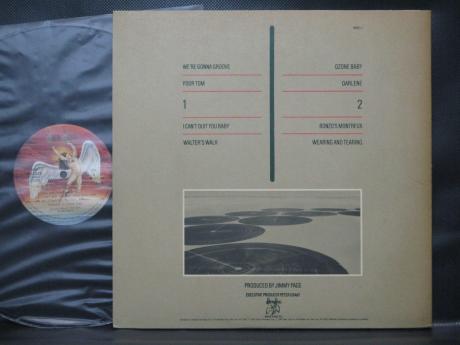 WE'RE GONNA GROOVE
POOR TOM
1
I CAN'T QUIT YOU BABY
WALTER'S WALK
OZONE BABY
DARLENE
2
BONZO'S MONTREUX
WEARING AND TEARING
PRODUCED BY JIMMY PAGE
EXECUTIVE PRODUCER PETER GRANT